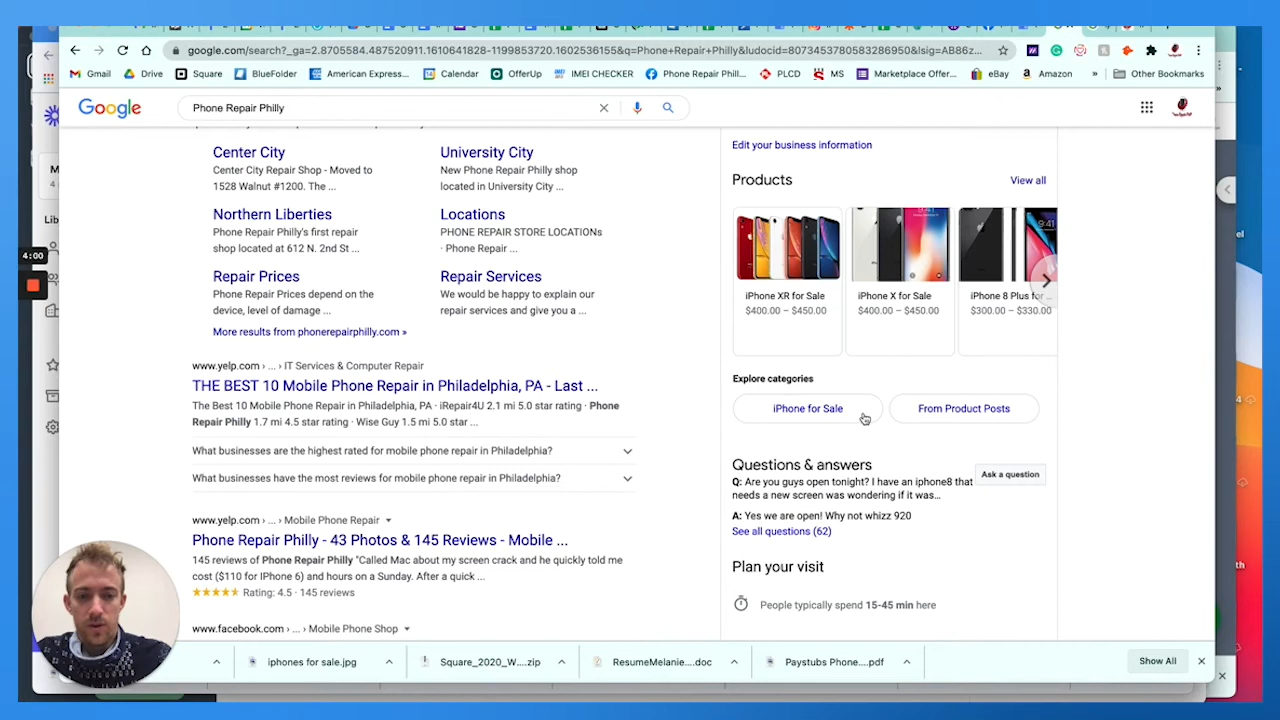 google.com/search?_ga=2.8705584.487520911.1610641828-1199853720.1602536155&q=Phone+Repair+Philly&ludocid=8073453780583286950&lsig=AB86z...
Gmail Drive Square BlueFolder American Express... Calendar OfferUp IMEI CHECKER Phone Repair Phill... PLCD MS Marketplace Offer... eBay Amazon » Other Bookmarks
Google
Phone Repair Philly
Center City
Center City Repair Shop - Moved to
1528 Walnut #1200. The ...
University City
New Phone Repair Philly shop
located in University City ...
Northern Liberties
Phone Repair Philly's first repair
shop located at 612 N. 2nd St ...
Locations
PHONE REPAIR STORE LOCATIONs
· Phone Repair ...
Repair Prices
Phone Repair Prices depend on the
device, level of damage ...
Repair Services
We would be happy to explain our
repair services and give you a ...
More results from phonerepairphilly.com »
www.yelp.com › ... › IT Services & Computer Repair
THE BEST 10 Mobile Phone Repair in Philadelphia, PA - Last ...
The Best 10 Mobile Phone Repair in Philadelphia, PA · iRepair4U 2.1 mi 5.0 star rating · Phone
Repair Philly 1.7 mi 4.5 star rating · Wise Guy 1.5 mi 5.0 star ...
What businesses are the highest rated for mobile phone repair in Philadelphia?
What businesses have the most reviews for mobile phone repair in Philadelphia?
www.yelp.com › ... › Mobile Phone Repair
Phone Repair Philly - 43 Photos & 145 Reviews - Mobile ...
145 reviews of Phone Repair Philly "Called Mac about my screen crack and he quickly told me
cost ($110 for IPhone 6) and hours on a Sunday. After a quick ...
Rating: 4.5 · 145 reviews
www.facebook.com › ... › Mobile Phone Shop
Edit your business information
Products
View all
9:41
iPhone XR for Sale
$400.00 – $450.00
iPhone X for Sale
$400.00 – $450.00
iPhone 8 Plus for ...
$300.00 – $330.00
Explore categories
iPhone for Sale
From Product Posts
Questions & answers
Ask a question
Q: Are you guys open tonight? I have an iphone8 that
needs a new screen was wondering if it was...
A: Yes we are open! Why not whizz 920
See all questions (62)
Plan your visit
People typically spend 15-45 min here
M
4
Lib
4:00
iphones for sale.jpg
Square_2020_W....zip
ResumeMelanie....doc
Paystubs Phone....pdf
Show All